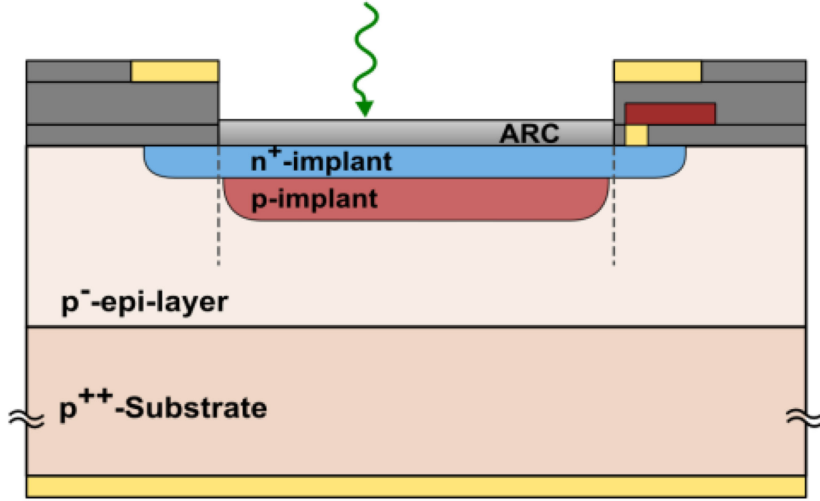 ARC
n⁺-implant
p-implant
p⁻-epi-layer
p⁺⁺-Substrate